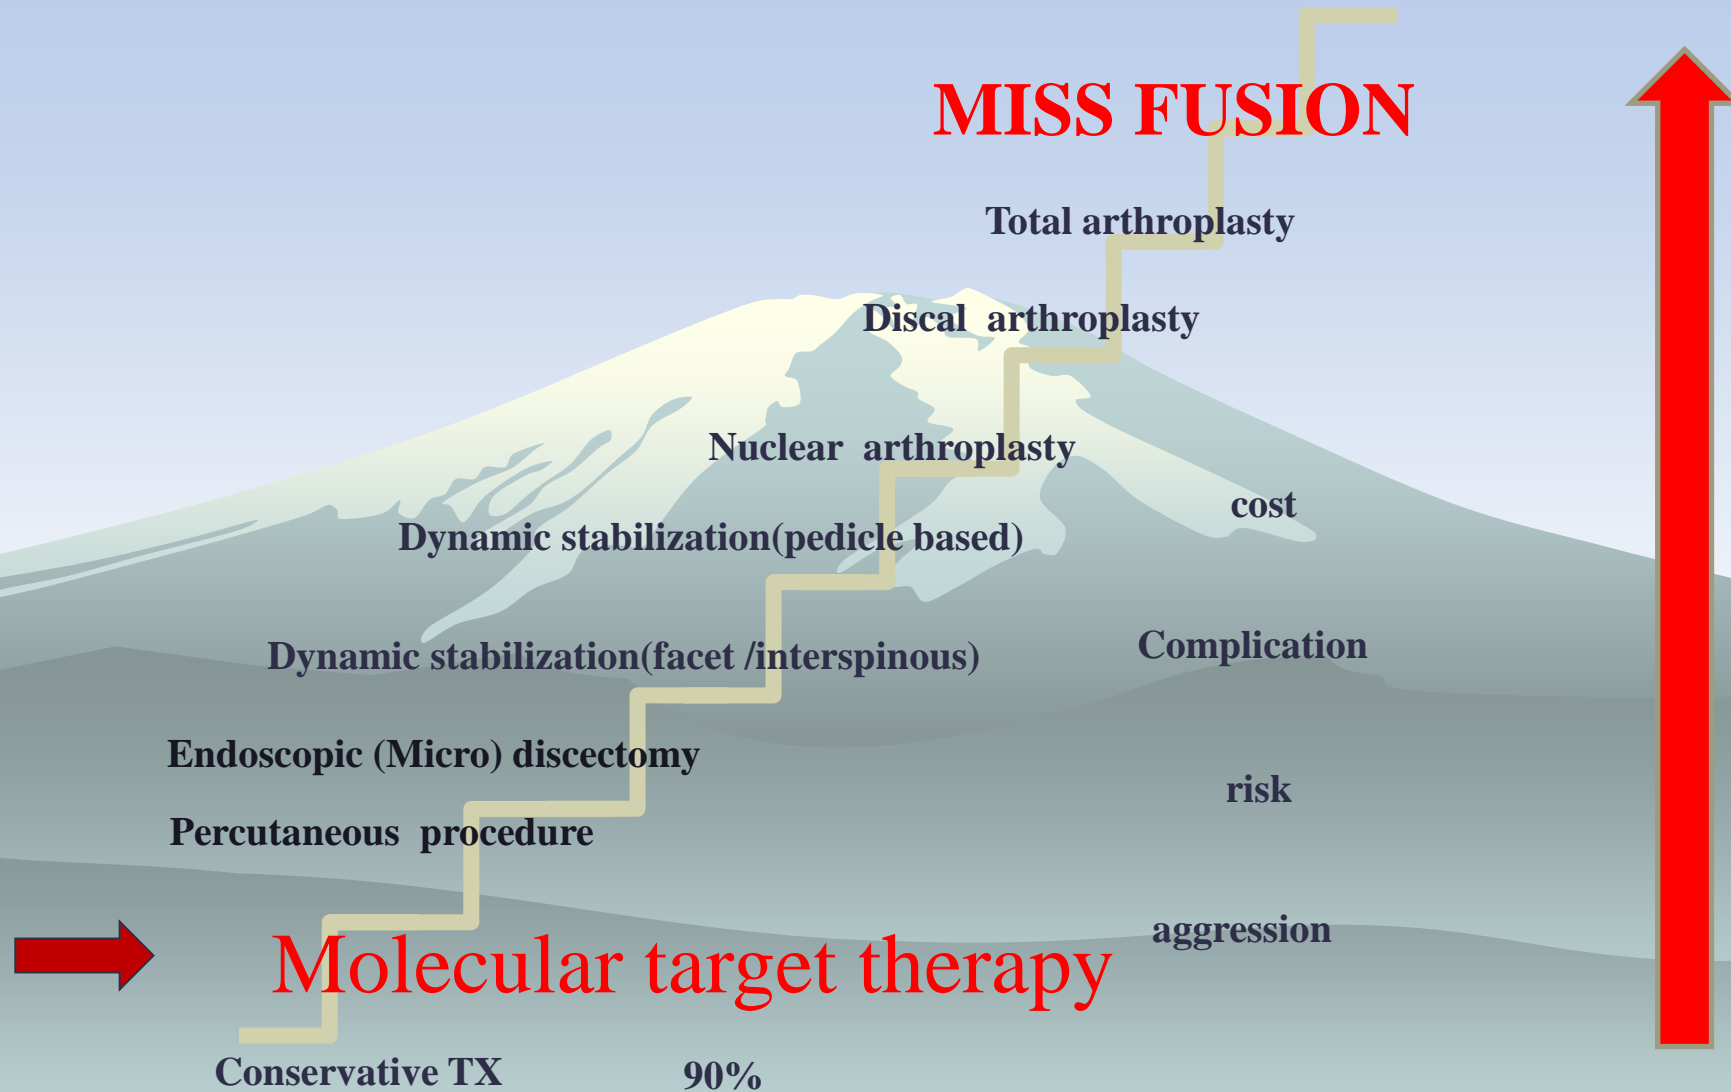 MISS FUSION
Total arthroplasty
Discal arthroplasty
Nuclear arthroplasty
cost
Dynamic stabilization(pedicle based)
Complication
Dynamic stabilization(facet /interspinous)
Endoscopic (Micro) discectomy
risk
Percutaneous procedure
aggression
Molecular target therapy
Conservative TX 90%